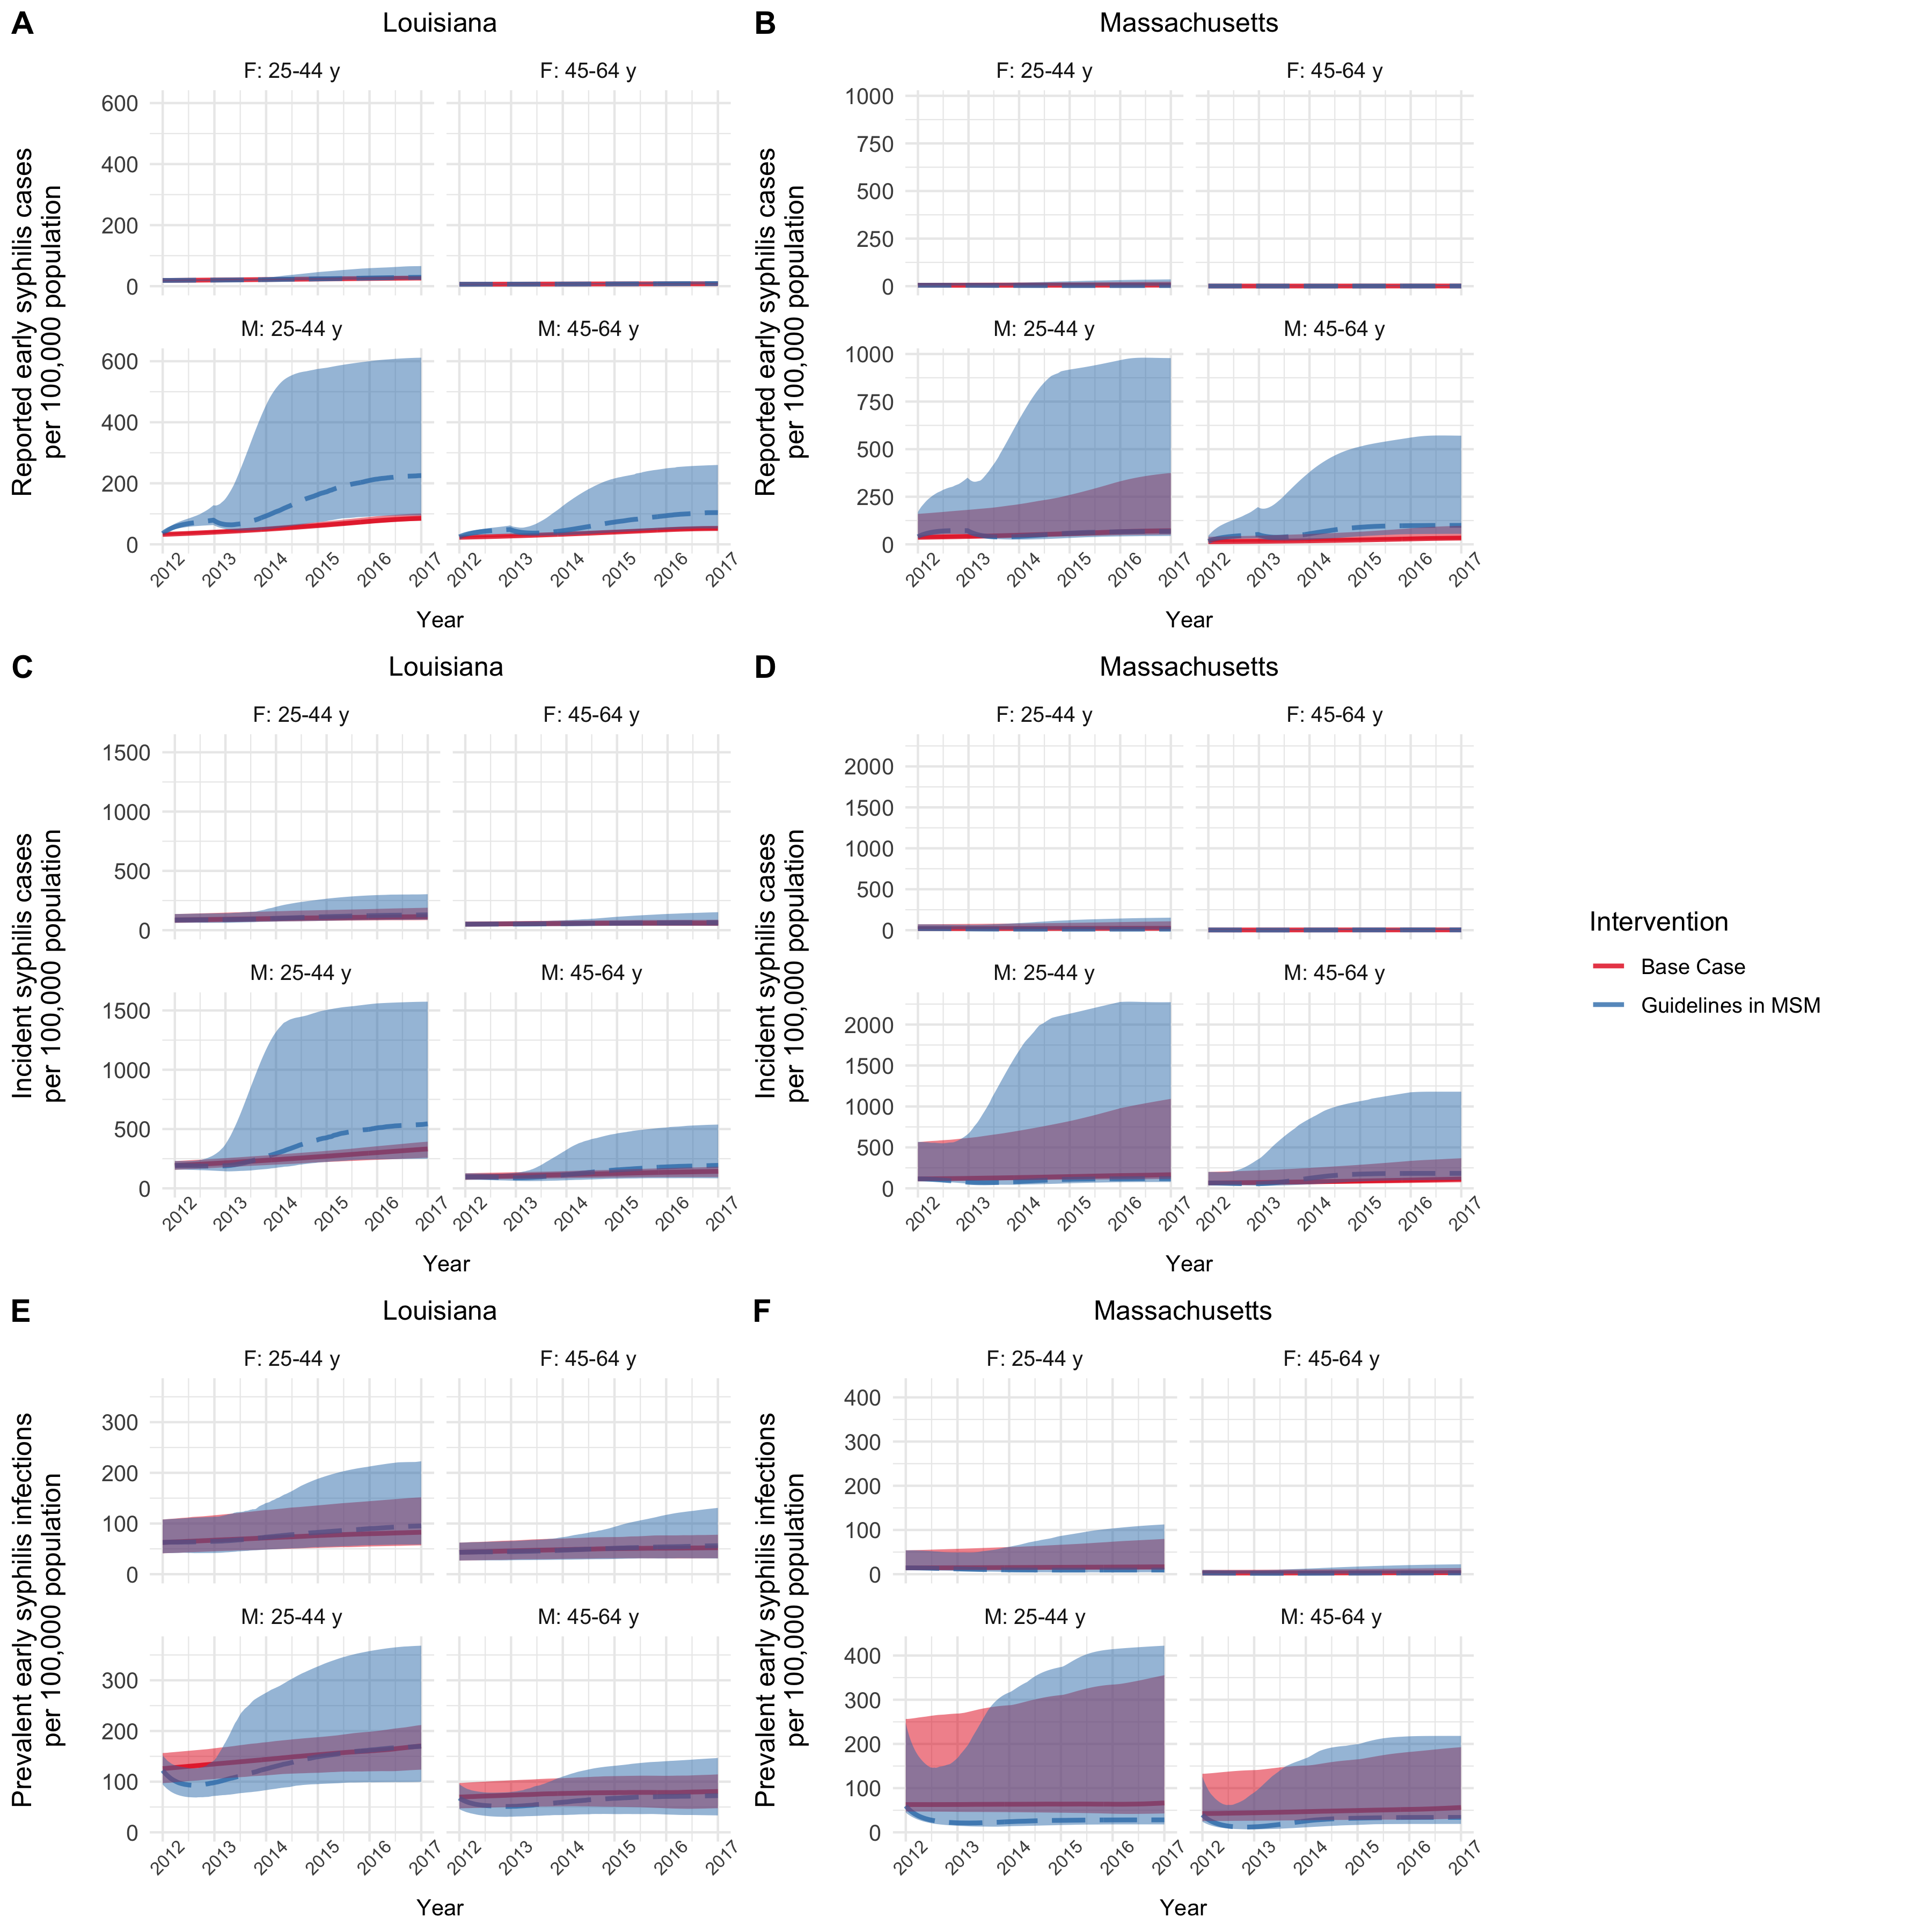 A
Louisiana
F: 25-44 y
F: 45-64 y
600
400
200
0
M: 25-44 y
M: 45-64 y
600
400
200
0
Reported early syphilis cases
per 100,000 population
2012 2013 2014 2015 2016 2017
2012 2013 2014 2015 2016 2017
Year
B
Massachusetts
F: 25-44 y
F: 45-64 y
1000
750
500
250
0
M: 25-44 y
M: 45-64 y
1000
750
500
250
0
Reported early syphilis cases
per 100,000 population
2012 2013 2014 2015 2016 2017
2012 2013 2014 2015 2016 2017
Year
C
Louisiana
F: 25-44 y
F: 45-64 y
1500
1000
500
0
M: 25-44 y
M: 45-64 y
1500
1000
500
0
Incident syphilis cases
per 100,000 population
2012 2013 2014 2015 2016 2017
2012 2013 2014 2015 2016 2017
Year
D
Massachusetts
F: 25-44 y
F: 45-64 y
2000
1500
1000
500
0
M: 25-44 y
M: 45-64 y
2000
1500
1000
500
0
Incident syphilis cases
per 100,000 population
2012 2013 2014 2015 2016 2017
2012 2013 2014 2015 2016 2017
Year
Intervention
Base Case
Guidelines in MSM
E
Louisiana
F: 25-44 y
F: 45-64 y
300
200
100
0
M: 25-44 y
M: 45-64 y
300
200
100
0
Prevalent early syphilis infections
per 100,000 population
2012 2013 2014 2015 2016 2017
2012 2013 2014 2015 2016 2017
Year
F
Massachusetts
F: 25-44 y
F: 45-64 y
400
300
200
100
0
M: 25-44 y
M: 45-64 y
400
300
200
100
0
Prevalent early syphilis infections
per 100,000 population
2012 2013 2014 2015 2016 2017
2012 2013 2014 2015 2016 2017
Year